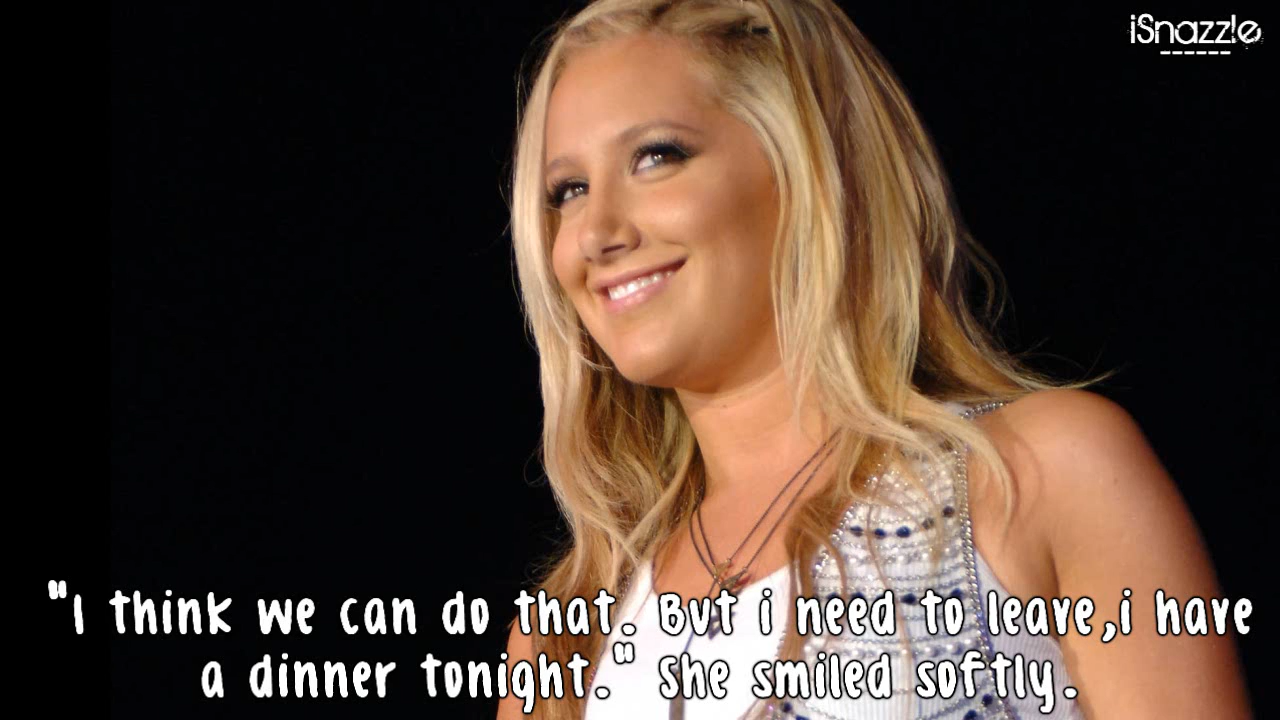 iSnazzle
------
"I think we can do that. But i need to leave,i have
a dinner tonight." She smiled softly.